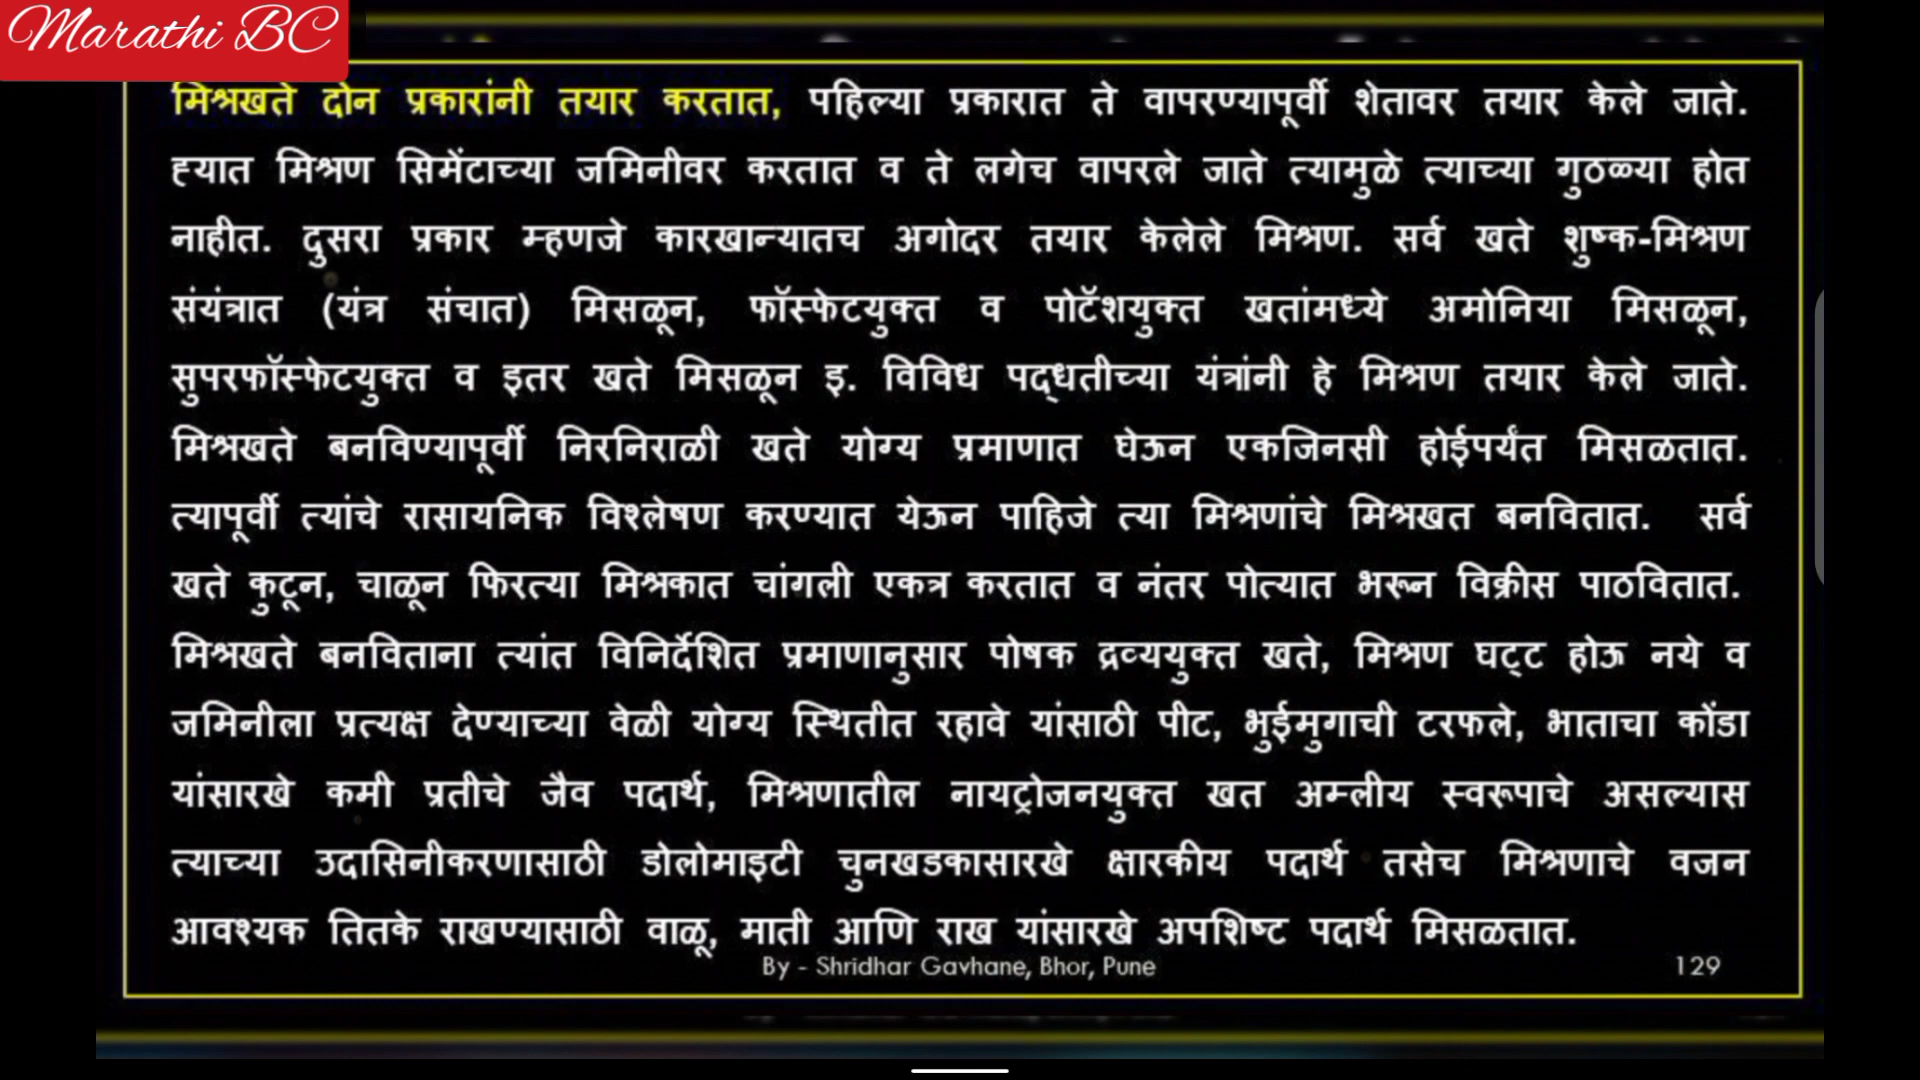 Marathi BC
मिश्रखते दोन प्रकारांनी तयार करतात, पहिल्या प्रकारात ते वापरण्यापूर्वी शेतावर तयार केले जाते.
ह्यात मिश्रण सिमेंटाच्या जमिनीवर करतात व ते लगेच वापरले जाते त्यामुळे त्याच्या गुठळ्या होत
नाहीत. दुसरा प्रकार म्हणजे कारखान्यातच अगोदर तयार केलेले मिश्रण. सर्व खते शुष्क-मिश्रण
संयंत्रात (यंत्र संचात) मिसळून, फॉस्फेटयुक्त व पोटॅशयुक्त खतांमध्ये अमोनिया मिसळून,
सुपरफॉस्फेटयुक्त व इतर खते मिसळून इ. विविध पद्धतीच्या यंत्रांनी हे मिश्रण तयार केले जाते.
मिश्रखते बनविण्यापूर्वी निरनिराळी खते योग्य प्रमाणात घेऊन एकजिनसी होईपर्यंत मिसळतात.
त्यापूर्वी त्यांचे रासायनिक विश्लेषण करण्यात येऊन पाहिजे त्या मिश्रणांचे मिश्रखत बनवितात. सर्व
खते कुटून, चाळून फिरत्या मिश्रकात चांगली एकत्र करतात व नंतर पोत्यात भरून विक्रीस पाठवितात.
मिश्रखते बनविताना त्यांत विनिर्देशित प्रमाणानुसार पोषक द्रव्ययुक्त खते, मिश्रण घट्ट होऊ नये व
जमिनीला प्रत्यक्ष देण्याच्या वेळी योग्य स्थितीत रहावे यांसाठी पीट, भुईमुगाची टरफले, भाताचा कोंडा
यांसारखे कमी प्रतीचे जैव पदार्थ, मिश्रणातील नायट्रोजनयुक्त खत अम्लीय स्वरूपाचे असल्यास
त्याच्या उदासिनीकरणासाठी डोलोमाइटी चुनखडकासारखे क्षारकीय पदार्थ तसेच मिश्रणाचे वजन
आवश्यक तितके राखण्यासाठी वाळू, माती आणि राख यांसारखे अपशिष्ट पदार्थ मिसळतात.
By - Shridhar Gavhane, Bhor, Pune 129